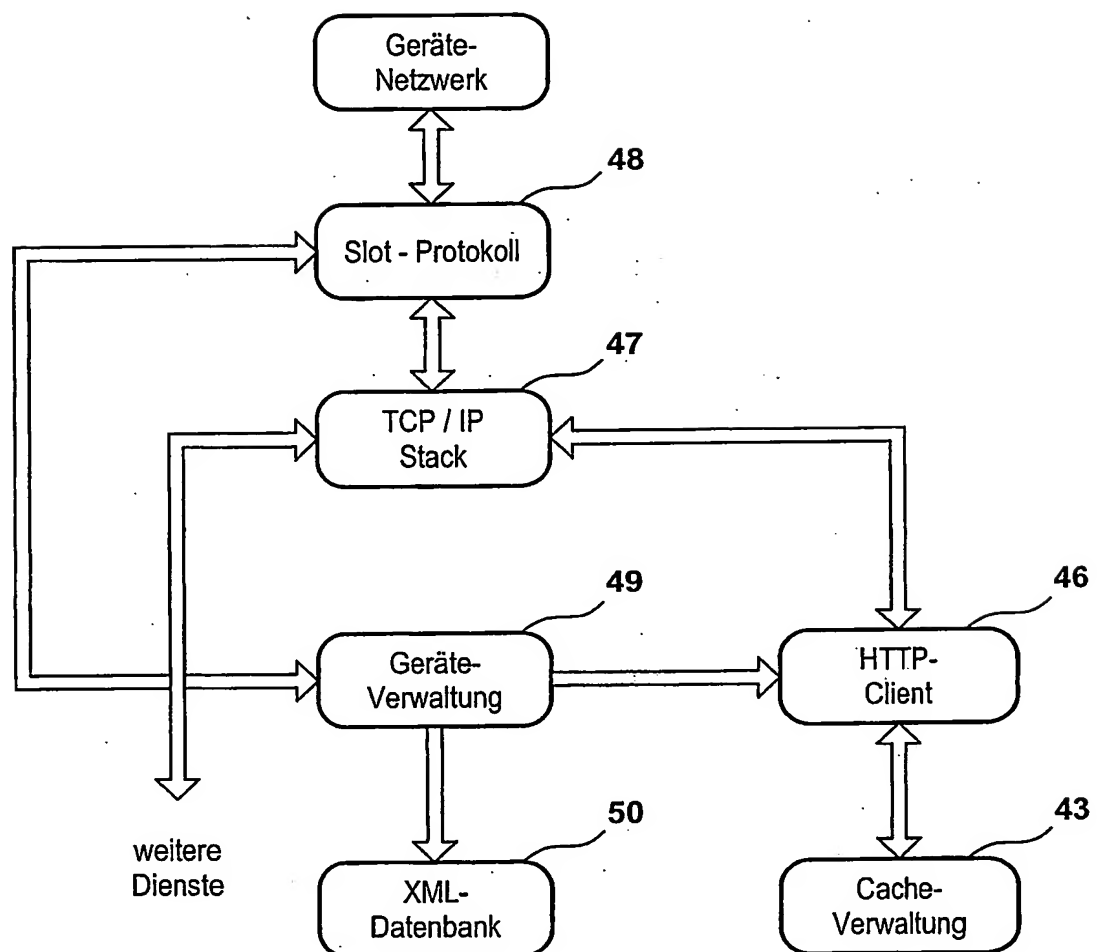 Geräte-
Netzwerk
48
Slot - Protokoll
47
TCP / IP
Stack
49
Geräte-
Verwaltung
46
HTTP-
Client
weitere
Dienste
50
XML-
Datenbank
43
Cache-
Verwaltung